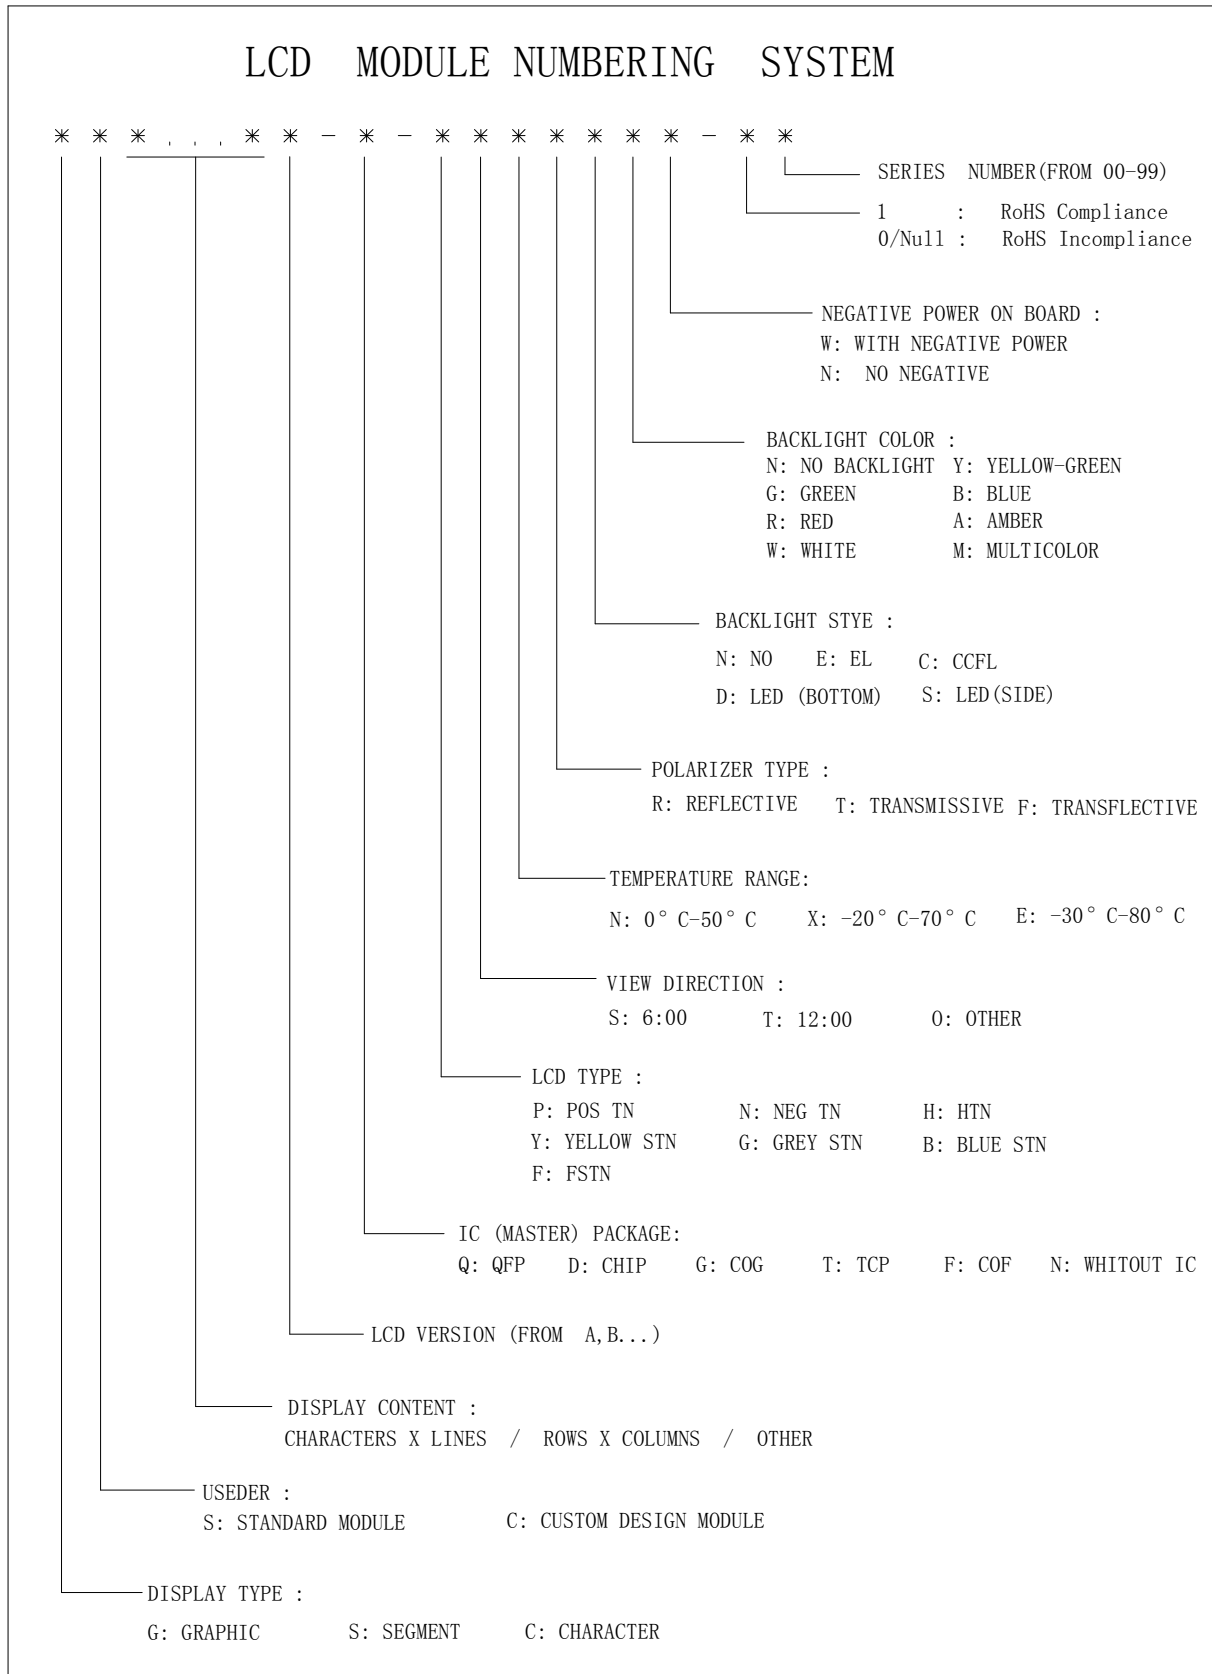 LCD MODULE NUMBERING SYSTEM
* * * . . . * * - * - * * * * * * * - * *
SERIES NUMBER(FROM 00-99)
1 : RoHS Compliance
0/Null : RoHS Incompliance
NEGATIVE POWER ON BOARD :
W: WITH NEGATIVE POWER
N: NO NEGATIVE
BACKLIGHT COLOR :
N: NO BACKLIGHT Y: YELLOW-GREEN
G: GREEN B: BLUE
R: RED A: AMBER
W: WHITE M: MULTICOLOR
BACKLIGHT STYE :
N: NO E: EL C: CCFL
D: LED (BOTTOM) S: LED(SIDE)
POLARIZER TYPE :
R: REFLECTIVE T: TRANSMISSIVE F: TRANSFLECTIVE
TEMPERATURE RANGE:
N: 0° C-50° C X: -20° C-70° C E: -30° C-80° C
VIEW DIRECTION :
S: 6:00 T: 12:00 O: OTHER
LCD TYPE :
P: POS TN N: NEG TN H: HTN
Y: YELLOW STN G: GREY STN B: BLUE STN
F: FSTN
IC (MASTER) PACKAGE:
Q: QFP D: CHIP G: COG T: TCP F: COF N: WHITOUT IC
LCD VERSION (FROM A,B...)
DISPLAY CONTENT :
CHARACTERS X LINES / ROWS X COLUMNS / OTHER
USEDER :
S: STANDARD MODULE C: CUSTOM DESIGN MODULE
DISPLAY TYPE :
G: GRAPHIC S: SEGMENT C: CHARACTER